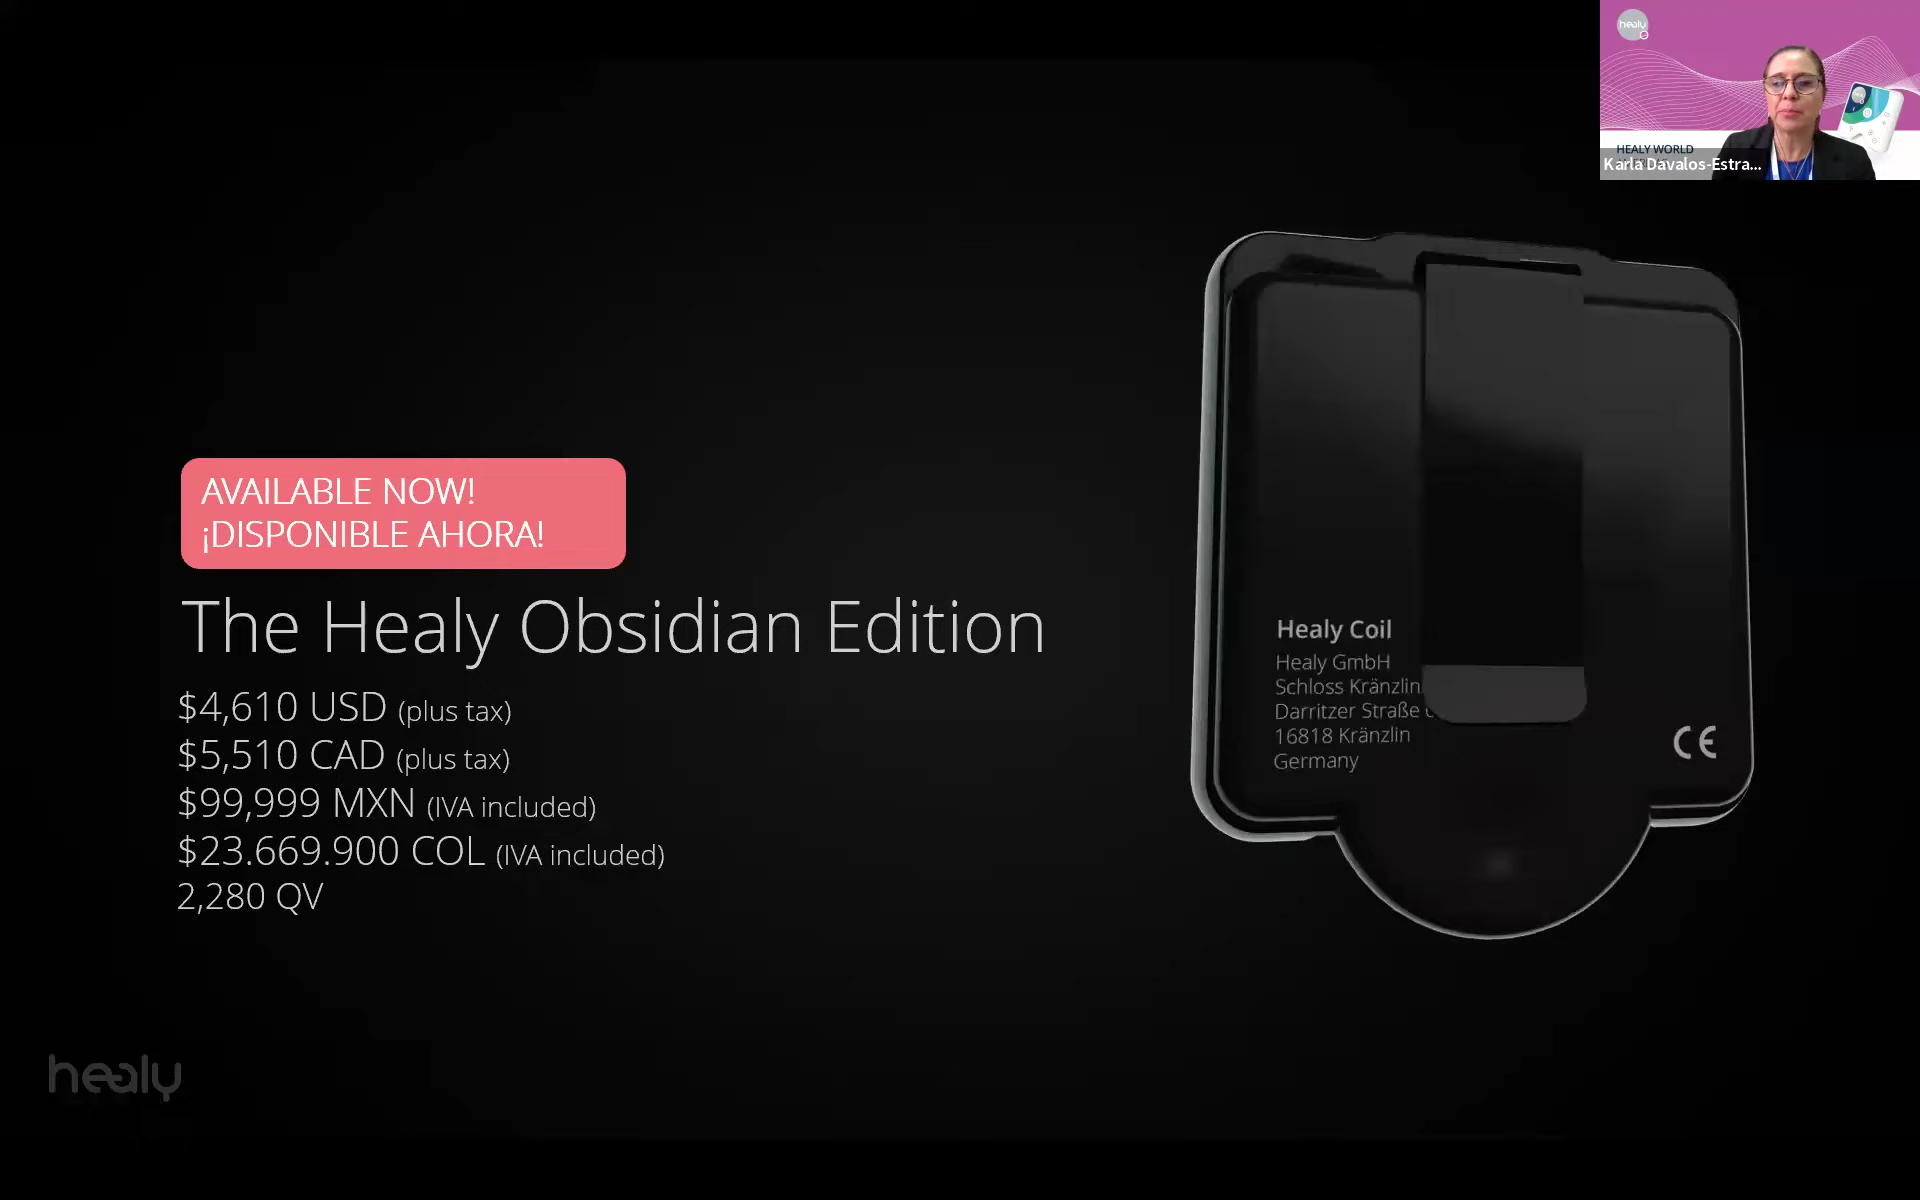 healy
HEALY WORLD
Karla Davalos-Estra...
AVAILABLE NOW!
¡DISPONIBLE AHORA!
The Healy Obsidian Edition
$4,610 USD (plus tax)
$5,510 CAD (plus tax)
$99,999 MXN (IVA included)
$23.669.900 COL (IVA included)
2,280 QV
Healy Coil
Healy GmbH
Schloss Kränzlin
Darritzer Straße
16818 Kränzlin
Germany
CE
healy